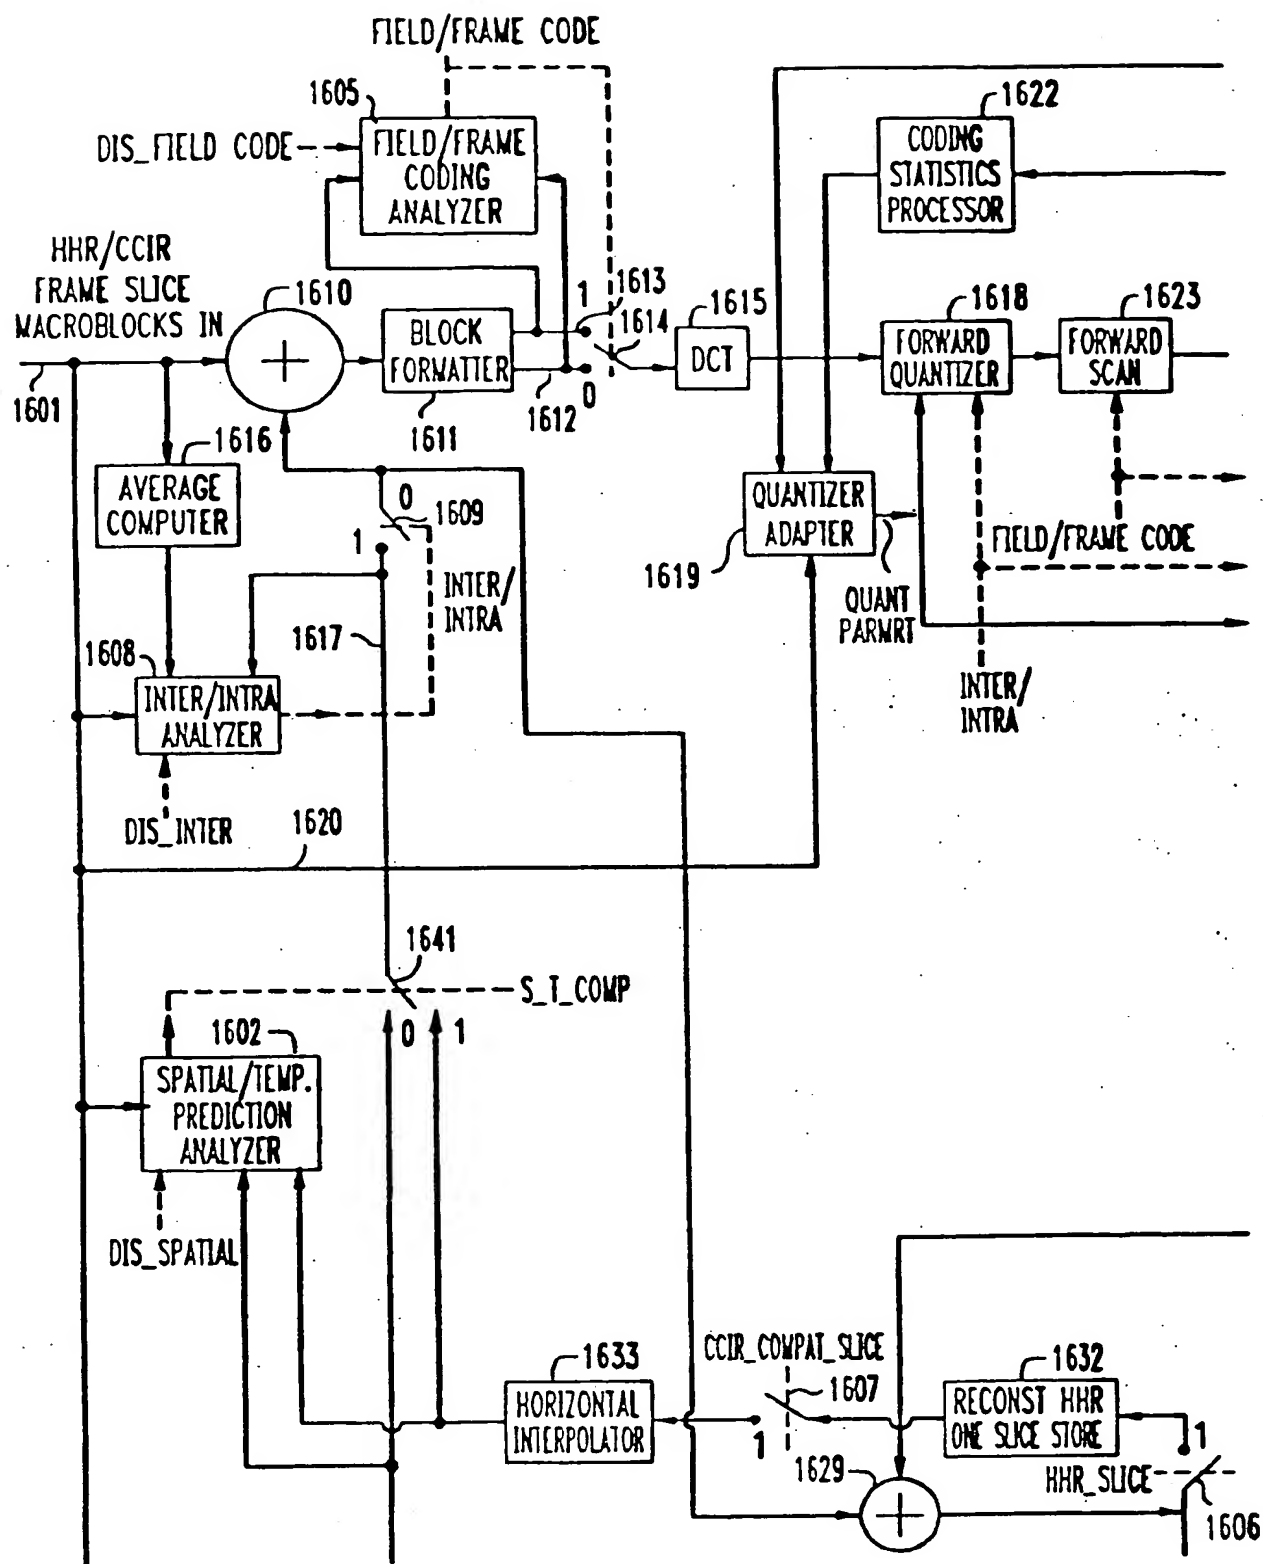 FIELD/FRAME CODE
1605
1622
DIS_FIELD CODE
FIELD/FRAME
CODING
ANALYZER
CODING
STATISTICS
PROCESSOR
HHR/CCIR
FRAME SLICE
MACROBLOCKS IN
1610
1
1613
1614
1615
1618
1623
BLOCK
FORMATTER
DCT
FORWARD
QUANTIZER
FORWARD
SCAN
1601
1611
1612
0
1616
AVERAGE
COMPUTER
0
1609
1
QUANTIZER
ADAPTER
FIELD/FRAME CODE
1619
INTER/
INTRA
QUANT
PARMRT
1617
1608
INTER/INTRA
ANALYZER
INTER/
INTRA
DIS_INTER
1620
1641
S_T_COMP
0
1
1602
SPATIAL/TEMP.
PREDICTION
ANALYZER
DIS_SPATIAL
CCIR_COMPAT_SLICE
1633
1607
1632
HORIZONTAL
INTERPOLATOR
RECONST HHR
ONE SLICE STORE
1
1
1629
HHR_SLICE
1606